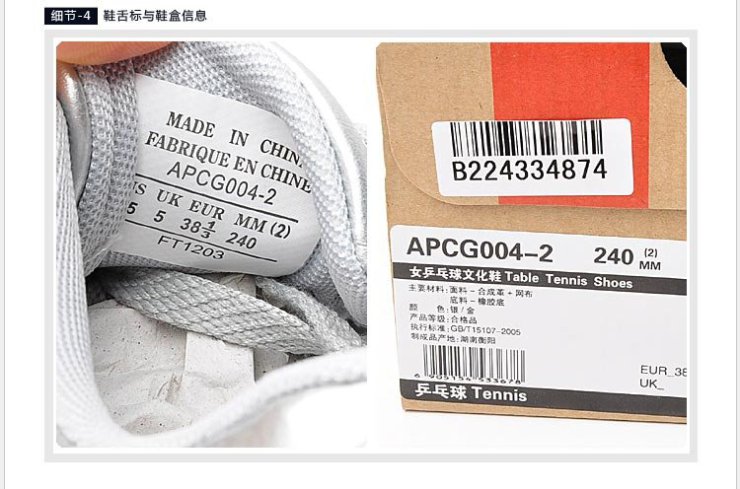 细节-4 鞋舌标与鞋盒信息
MADE IN CHIN
FABRIQUE EN CHINE
APCG004-2
US UK EUR MM (2)
5 5 38⅓ 240
FT1203
B224334874
APCG004-2 240 (2) MM
女乒乓球文化鞋 Table Tennis Shoes
主要材料: 面料-合成革+网布
底料-橡胶底
颜 色: 银/金
产品等级: 合格品
执行标准: GB/T15107-2005
制成品产地: 湖南衡阳
EUR_38
UK_
乒乓球 Tennis